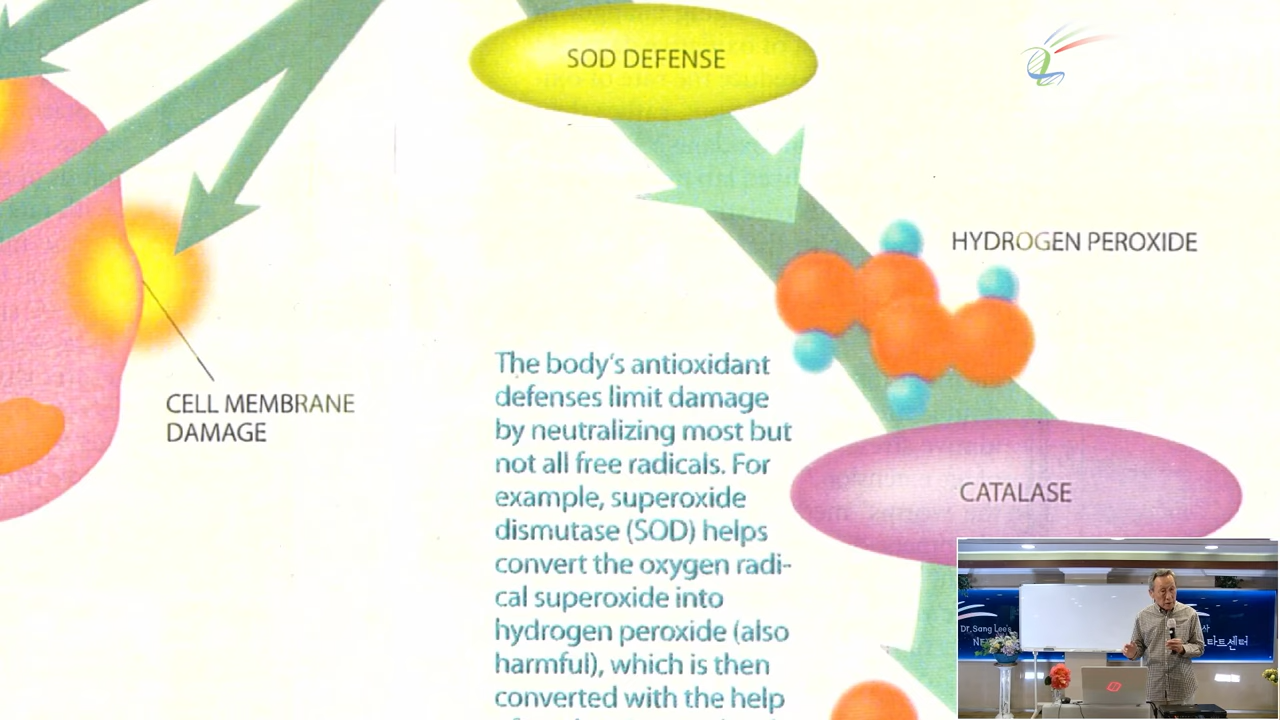 SOD DEFENSE
HYDROGEN PEROXIDE
CELL MEMBRANE
DAMAGE
The body's antioxidant
defenses limit damage
by neutralizing most but
not all free radicals. For
example, superoxide
dismutase (SOD) helps
convert the oxygen radi-
cal superoxide into
hydrogen peroxide (also
harmful), which is then
converted with the help
CATALASE
Dr. Sang Lee's